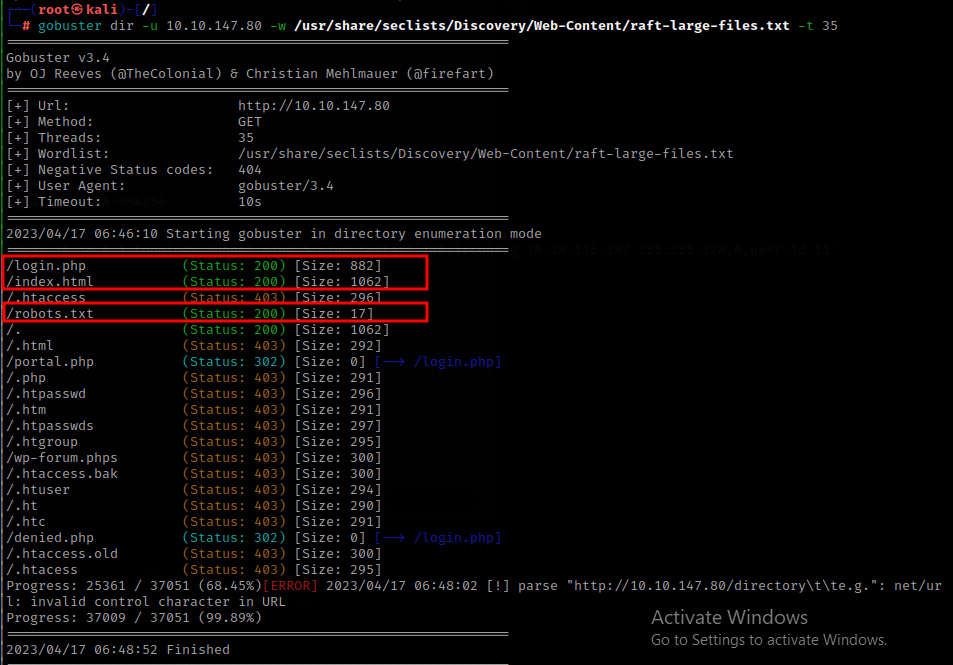 (root㉿kali)-[/]
# gobuster dir -u 10.10.147.80 -w /usr/share/seclists/Discovery/Web-Content/raft-large-files.txt -t 35
Gobuster v3.4
by OJ Reeves (@TheColonial) & Christian Mehlmauer (@firefart)
[+] Url: http://10.10.147.80
[+] Method: GET
[+] Threads: 35
[+] Wordlist: /usr/share/seclists/Discovery/Web-Content/raft-large-files.txt
[+] Negative Status codes: 404
[+] User Agent: gobuster/3.4
[+] Timeout: 10s
2023/04/17 06:46:10 Starting gobuster in directory enumeration mode
/login.php (Status: 200) [Size: 882]
/index.html (Status: 200) [Size: 1062]
/.htaccess (Status: 403) [Size: 296]
/robots.txt (Status: 200) [Size: 17]
/. (Status: 200) [Size: 1062]
/.html (Status: 403) [Size: 292]
/portal.php (Status: 302) [Size: 0] [--> /login.php]
/.php (Status: 403) [Size: 291]
/.htpasswd (Status: 403) [Size: 296]
/.htm (Status: 403) [Size: 291]
/.htpasswds (Status: 403) [Size: 297]
/.htgroup (Status: 403) [Size: 295]
/wp-forum.phps (Status: 403) [Size: 300]
/.htaccess.bak (Status: 403) [Size: 300]
/.htuser (Status: 403) [Size: 294]
/.ht (Status: 403) [Size: 290]
/.htc (Status: 403) [Size: 291]
/denied.php (Status: 302) [Size: 0] [--> /login.php]
/.htaccess.old (Status: 403) [Size: 300]
/.htacess (Status: 403) [Size: 295]
Progress: 25361 / 37051 (68.45%)[ERROR] 2023/04/17 06:48:02 [!] parse "http://10.10.147.80/directory\t\te.g.": net/ur
l: invalid control character in URL
Progress: 37009 / 37051 (99.89%)
2023/04/17 06:48:52 Finished
Activate Windows
Go to Settings to activate Windows.